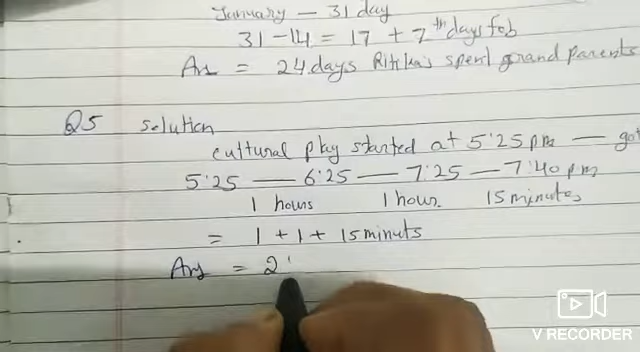 January — 31 day
31 - 14 = 17 + 7th days feb
Ans = 24 days Ritika's spent grand parents
Q5 solution
cultural play started at 5:25 pm — got
5:25 — 6:25 — 7:25 — 7:40 pm
1 hours 1 hour. 15 minutes
= 1 + 1 + 15 minuts
Ans = 2
V RECORDER